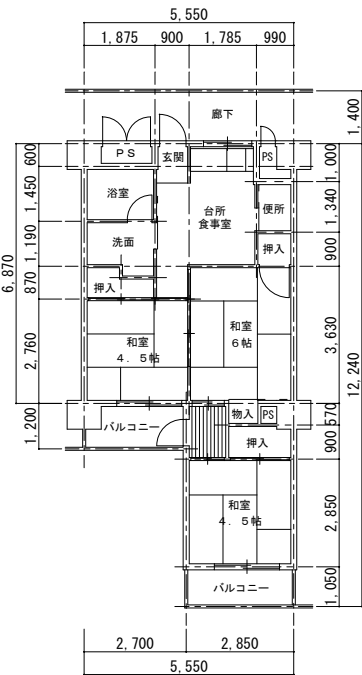 5,550
1,875 900 1,785 990
廊下
1,400
600
PS
玄関
PS
1,000
1,450
浴室
台所
食事室
便所
1,340
1,190
洗面
押入
900
6,870
870
押入
2,760
和室
4．5帖
和室
6帖
3,630
12,240
1,200
バルコニー
物入
PS
570
押入
900
和室
4．5帖
2,850
バルコニー
1,050
2,700 2,850
5,550